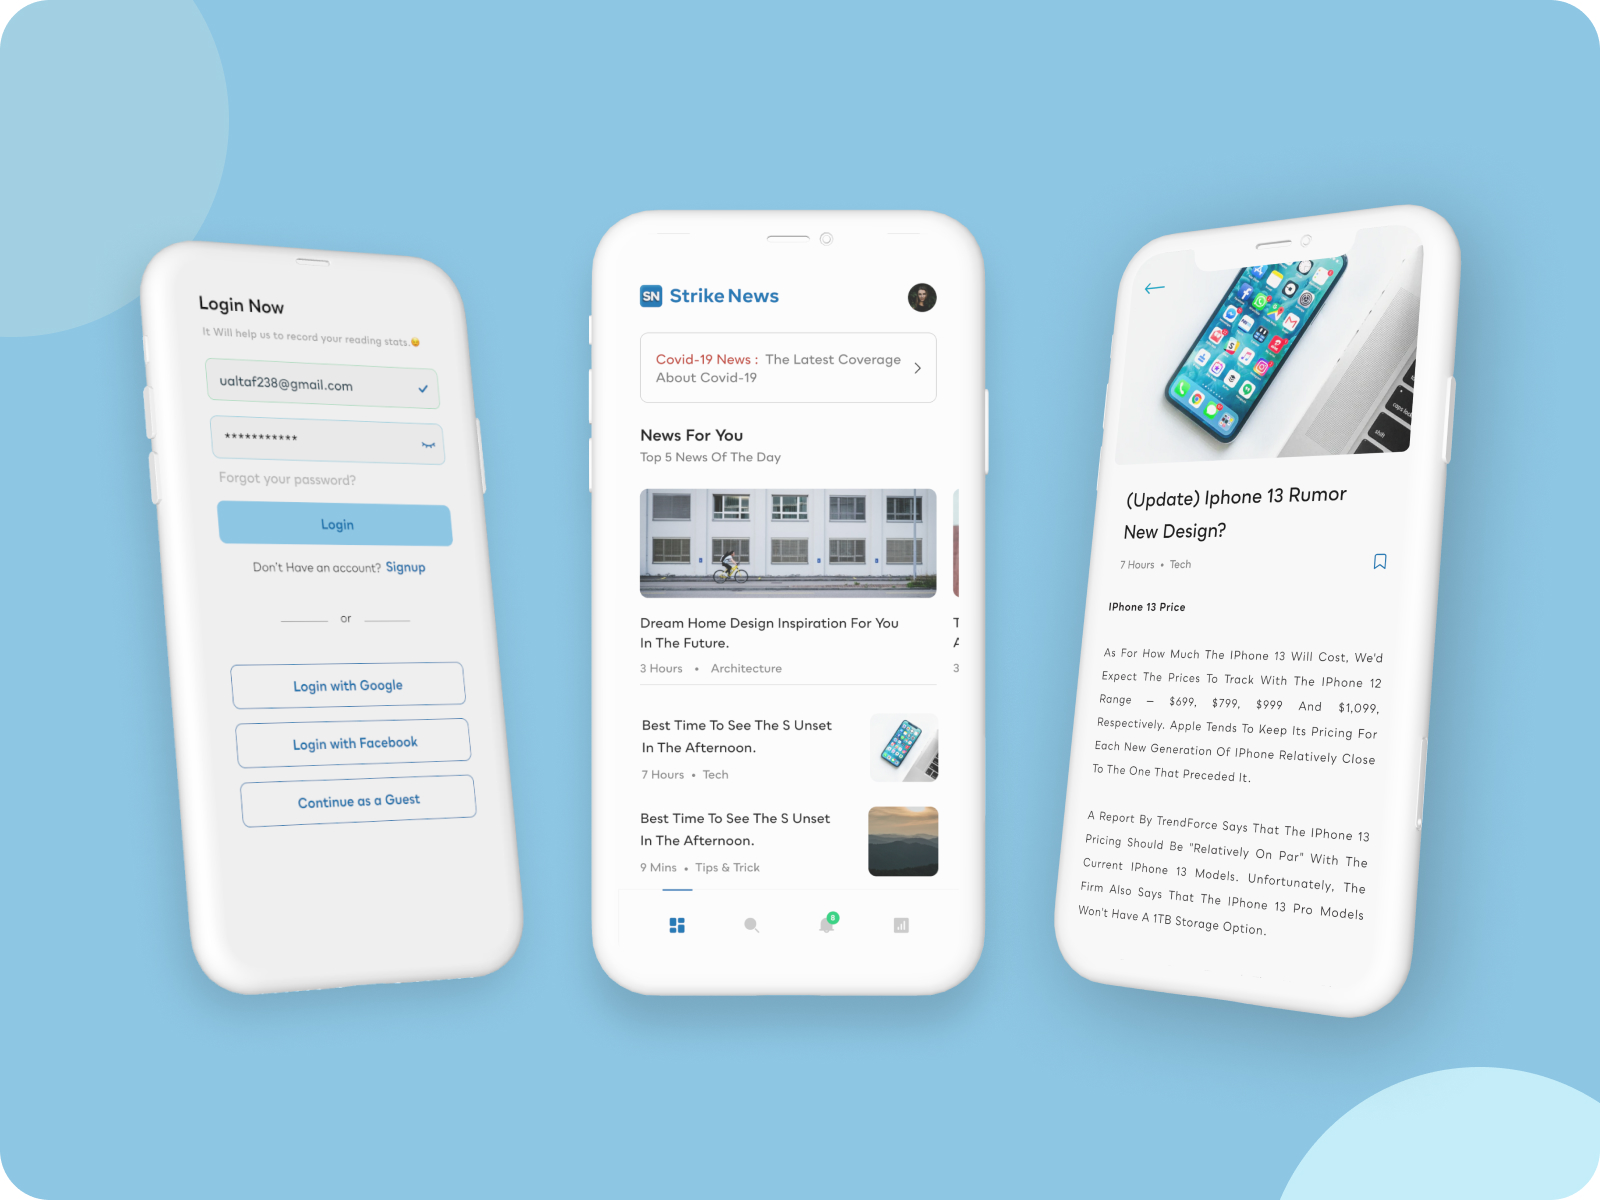 Login Now
It Will help us to record your reading stats.😉
ualtaf238@gmail.com
***********
Forgot your password?
Login
Don't Have an account? Signup
or
Login with Google
Login with Facebook
Continue as a Guest
SN Strike News
Covid-19 News : The Latest Coverage
About Covid-19
News For You
Top 5 News Of The Day
Dream Home Design Inspiration For You
In The Future.
3 Hours • Architecture
T
A
3
Best Time To See The S Unset
In The Afternoon.
7 Hours • Tech
Best Time To See The S Unset
In The Afternoon.
9 Mins • Tips & Trick
8
caps lock
shift
(Update) Iphone 13 Rumor
New Design?
7 Hours • Tech
IPhone 13 Price
As For How Much The IPhone 13 Will Cost, We'd
Expect The Prices To Track With The IPhone 12
Range – $699, $799, $999 And $1,099,
Respectively. Apple Tends To Keep Its Pricing For
Each New Generation Of IPhone Relatively Close
To The One That Preceded It.
A Report By TrendForce Says That The IPhone 13
Pricing Should Be "Relatively On Par" With The
Current IPhone 13 Models. Unfortunately, The
Firm Also Says That The IPhone 13 Pro Models
Won't Have A 1TB Storage Option.